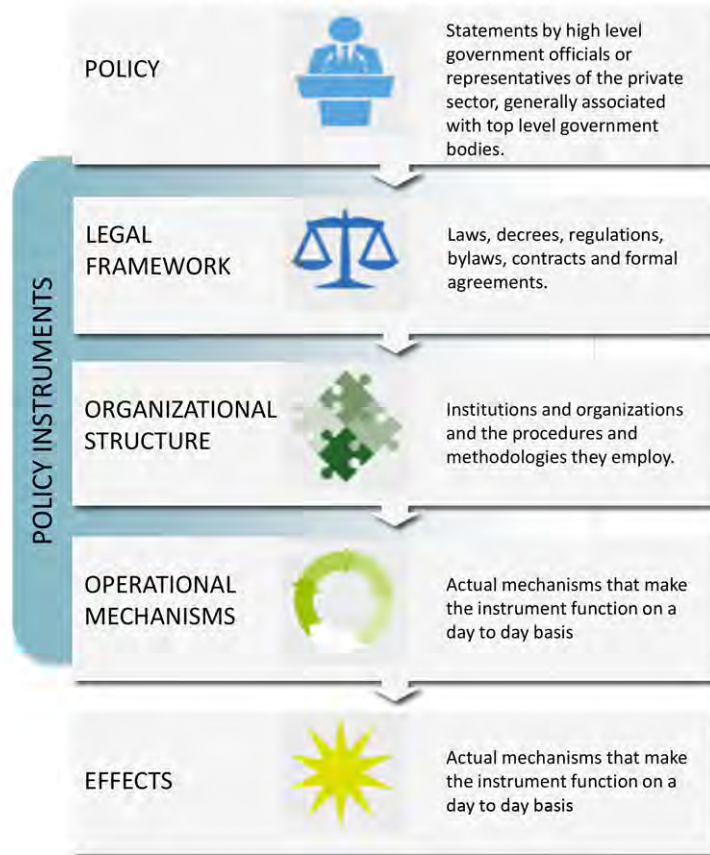 POLICY
Statements by high level
government officials or
representatives of the private
sector, generally associated
with top level government
bodies.
POLICY INSTRUMENTS
LEGAL
FRAMEWORK
Laws, decrees, regulations,
bylaws, contracts and formal
agreements.
ORGANIZATIONAL
STRUCTURE
Institutions and organizations
and the procedures and
methodologies they employ.
OPERATIONAL
MECHANISMS
Actual mechanisms that make
the instrument function on a
day to day basis
EFFECTS
Actual mechanisms that make
the instrument function on a
day to day basis